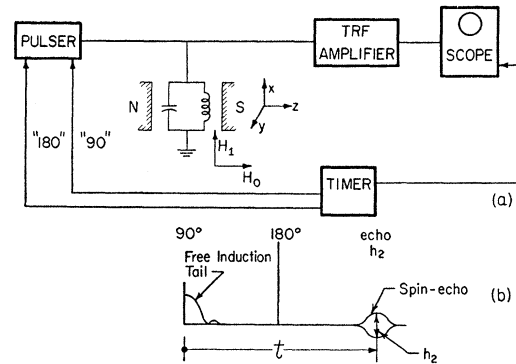 PULSER
TRF
AMPLIFIER
SCOPE
N
S
x
z
y
"180"
"90"
H1
H0
TIMER
(a)
90°
180°
echo
h2
Free Induction
Tail
Spin-echo
(b)
h2
t